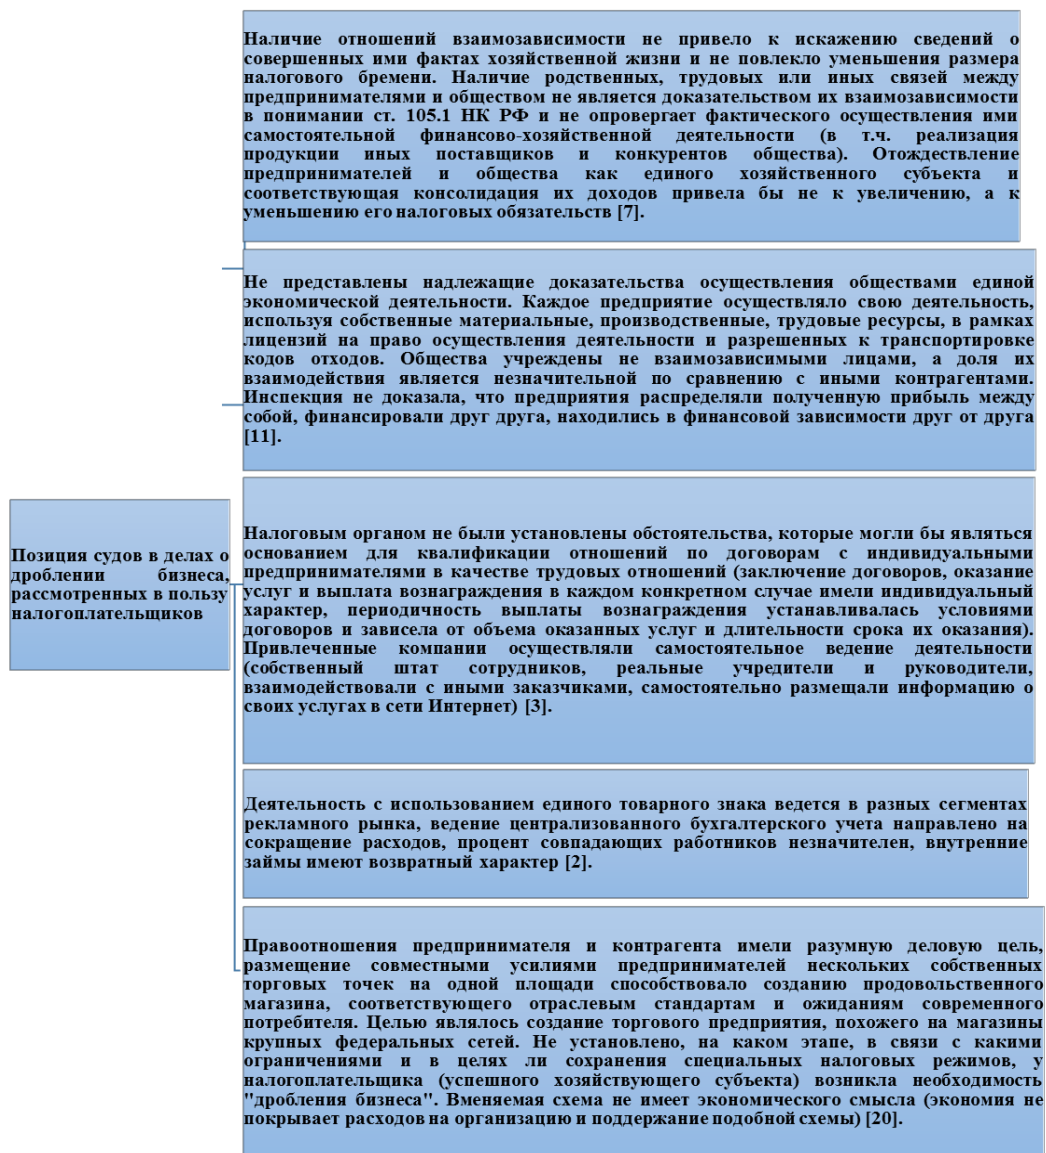 Наличие отношений взаимозависимости не привело к искажению сведений о
совершенных ими фактах хозяйственной жизни и не повлекло уменьшения размера
налогового бремени. Наличие родственных, трудовых или иных связей между
предпринимателями и обществом не является доказательством их взаимозависимости
в понимании ст. 105.1 НК РФ и не опровергает фактического осуществления ими
самостоятельной финансово-хозяйственной деятельности (в т.ч. реализация
продукции иных поставщиков и конкурентов общества). Отождествление
предпринимателей и общества как единого хозяйственного субъекта и
соответствующая консолидация их доходов привела бы не к увеличению, а к
уменьшению его налоговых обязательств [7].
Не представлены надлежащие доказательства осуществления обществами единой
экономической деятельности. Каждое предприятие осуществляло свою деятельность,
используя собственные материальные, производственные, трудовые ресурсы, в рамках
лицензий на право осуществления деятельности и разрешенных к транспортировке
кодов отходов. Общества учреждены не взаимозависимыми лицами, а доля их
взаимодействия является незначительной по сравнению с иными контрагентами.
Инспекция не доказала, что предприятия распределяли полученную прибыль между
собой, финансировали друг друга, находились в финансовой зависимости друг от друга
[11].
Позиция судов в делах о
дроблении бизнеса,
рассмотренных в пользу
налогоплательщиков
Налоговым органом не были установлены обстоятельства, которые могли бы являться
основанием для квалификации отношений по договорам с индивидуальными
предпринимателями в качестве трудовых отношений (заключение договоров, оказание
услуг и выплата вознаграждения в каждом конкретном случае имели индивидуальный
характер, периодичность выплаты вознаграждения устанавливалась условиями
договоров и зависела от объема оказанных услуг и длительности срока их оказания).
Привлеченные компании осуществляли самостоятельное ведение деятельности
(собственный штат сотрудников, реальные учредители и руководители,
взаимодействовали с иными заказчиками, самостоятельно размещали информацию о
своих услугах в сети Интернет) [3].
Деятельность с использованием единого товарного знака ведется в разных сегментах
рекламного рынка, ведение централизованного бухгалтерского учета направлено на
сокращение расходов, процент совпадающих работников незначителен, внутренние
займы имеют возвратный характер [2].
Правоотношения предпринимателя и контрагента имели разумную деловую цель,
размещение совместными усилиями предпринимателей нескольких собственных
торговых точек на одной площади способствовало созданию продовольственного
магазина, соответствующего отраслевым стандартам и ожиданиям современного
потребителя. Целью являлось создание торгового предприятия, похожего на магазины
крупных федеральных сетей. Не установлено, на каком этапе, в связи с какими
ограничениями и в целях ли сохранения специальных налоговых режимов, у
налогоплательщика (успешного хозяйствующего субъекта) возникла необходимость
"дробления бизнеса". Вменяемая схема не имеет экономического смысла (экономия не
покрывает расходов на организацию и поддержание подобной схемы) [20].